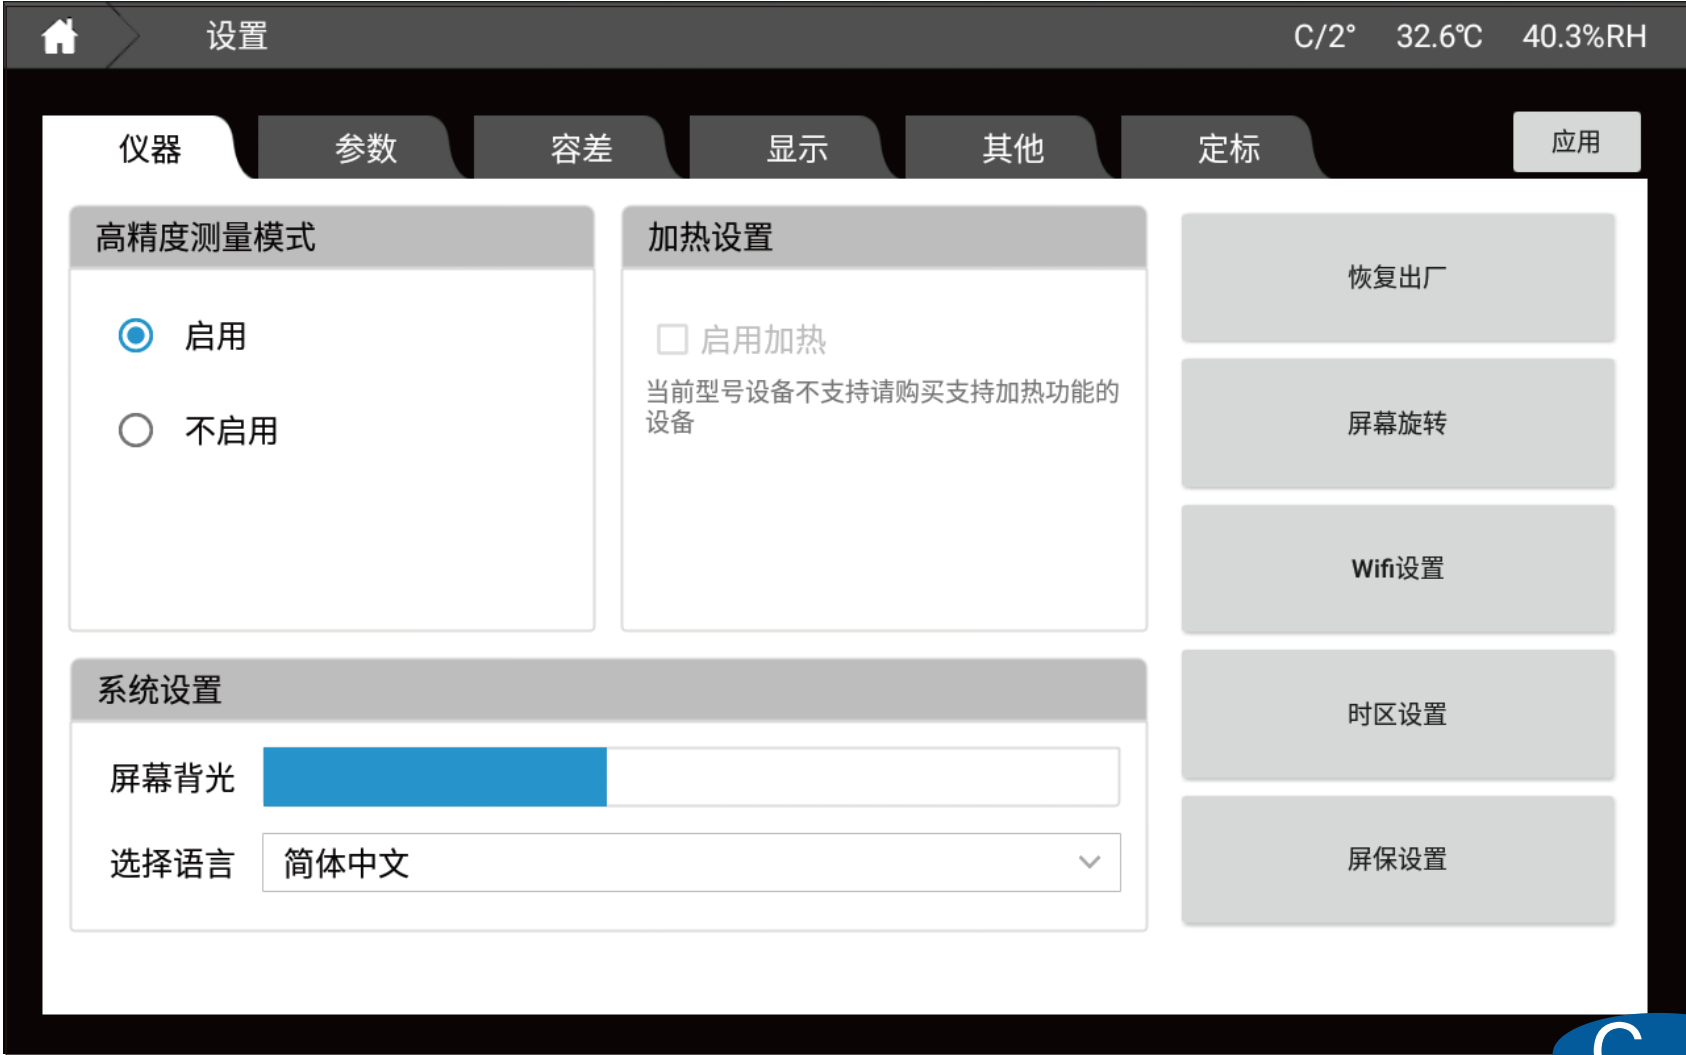 设置
C/2° 32.6℃ 40.3%RH
仪器 参数 容差 显示 其他 定标 应用
高精度测量模式
启用
不启用
加热设置
启用加热
当前型号设备不支持请购买支持加热功能的
设备
恢复出厂
屏幕旋转
Wifi设置
时区设置
屏保设置
系统设置
屏幕背光
选择语言 简体中文